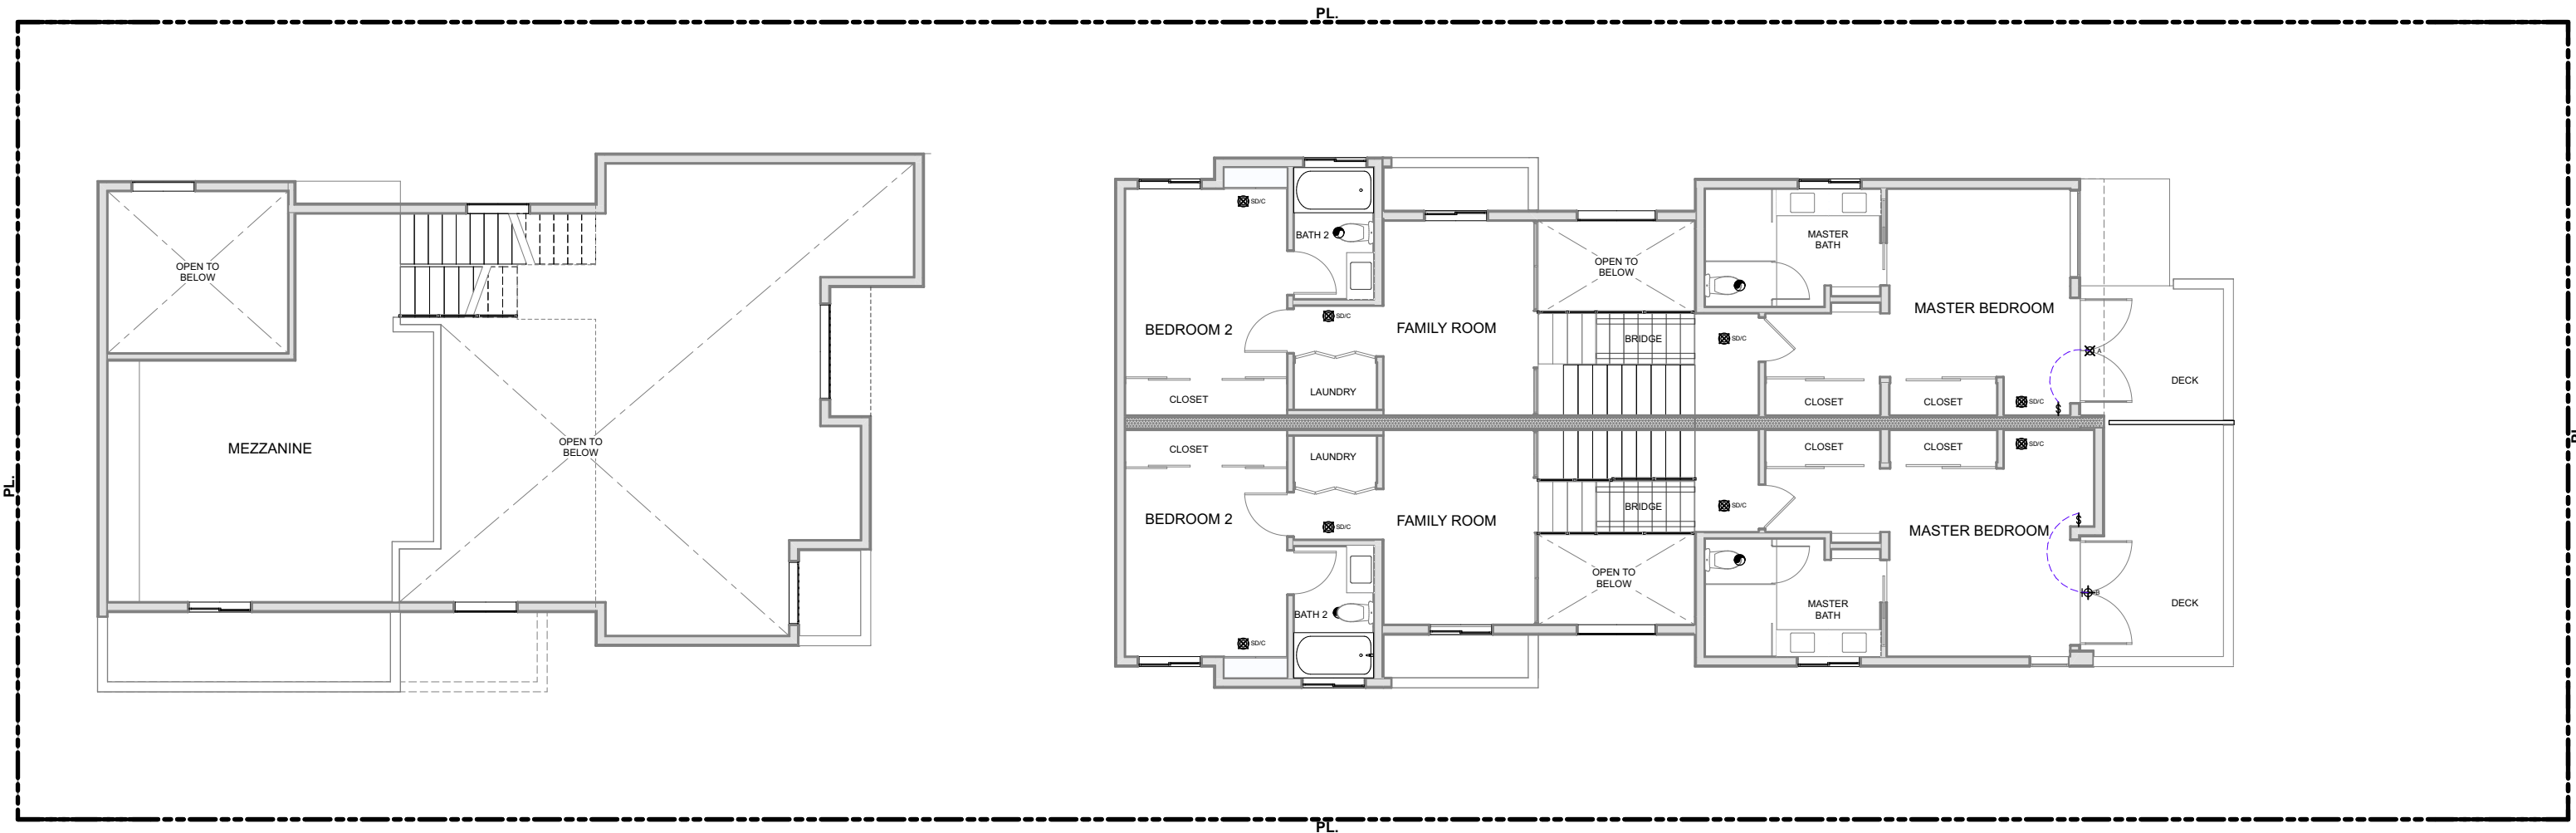 PL.
OPEN TO
BELOW
MEZZANINE
OPEN TO
BELOW
SD/C
BATH 2
BEDROOM 2
SD/C
FAMILY ROOM
OPEN TO
BELOW
BRIDGE
MASTER
BATH
SD/C
MASTER BEDROOM
A
DECK
LAUNDRY
CLOSET
CLOSET
CLOSET
SD/C
$
CLOSET
LAUNDRY
CLOSET
CLOSET
SD/C
BEDROOM 2
SD/C
FAMILY ROOM
BRIDGE
SD/C
MASTER BEDROOM
$
OPEN TO
BELOW
B
BATH 2
MASTER
BATH
DECK
SD/C
PL.
PL.
PL.